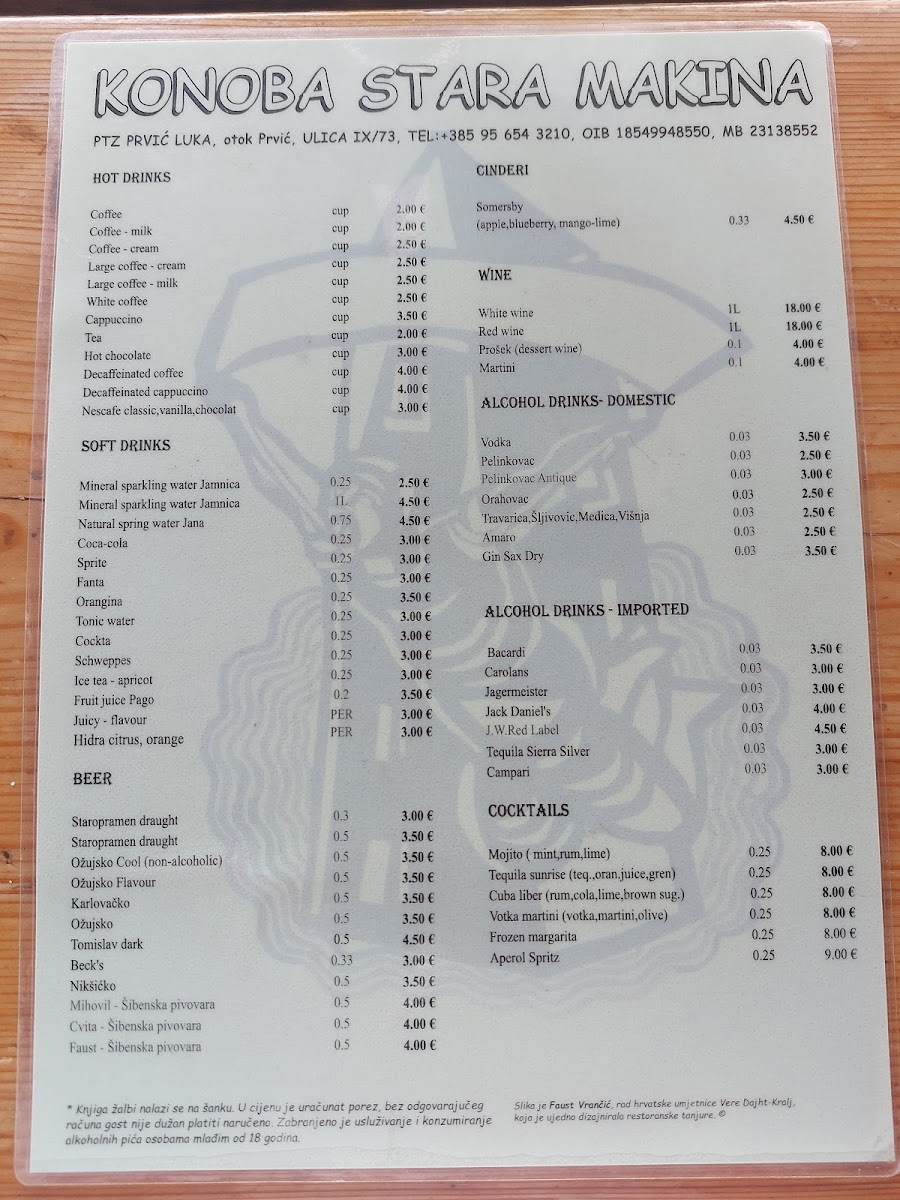 KONOBA STARA MAKINA
PTZ PRVIĆ LUKA, otok Prvić, ULICA IX/73, TEL:+385 95 654 3210, OIB 18549948550, MB 23138552
HOT DRINKS
Coffee cup 2.00 €
Coffee - milk cup 2.00 €
Coffee - cream cup 2.50 €
Large coffee - cream cup 2.50 €
Large coffee - milk cup 2.50 €
White coffee cup 2.50 €
Cappuccino cup 3.50 €
Tea cup 2.00 €
Hot chocolate cup 3.00 €
Decaffeinated coffee cup 4.00 €
Decaffeinated cappuccino cup 4.00 €
Nescafe classic,vanilla,chocolat cup 3.00 €
SOFT DRINKS
Mineral sparkling water Jamnica 0.25 2.50 €
Mineral sparkling water Jamnica 1L 4.50 €
Natural spring water Jana 0.75 4.50 €
Coca-cola 0.25 3.00 €
Sprite 0.25 3.00 €
Fanta 0.25 3.00 €
Orangina 0.25 3.50 €
Tonic water 0.25 3.00 €
Cockta 0.25 3.00 €
Schweppes 0.25 3.00 €
Ice tea - apricot 0.25 3.00 €
Fruit juice Pago 0.2 3.50 €
Juicy - flavour PER 3.00 €
Hidra citrus, orange PER 3.00 €
BEER
Staropramen draught 0.3 3.00 €
Staropramen draught 0.5 3.50 €
Ožujsko Cool (non-alcoholic) 0.5 3.50 €
Ožujsko Flavour 0.5 3.50 €
Karlovačko 0.5 3.50 €
Ožujsko 0.5 3.50 €
Tomislav dark 0.5 4.50 €
Beck's 0.33 3.00 €
Nikšićko 0.5 3.50 €
Mihovil - Šibenska pivovara 0.5 4.00 €
Cvita - Šibenska pivovara 0.5 4.00 €
Faust - Šibenska pivovara 0.5 4.00 €
CINDERI
Somersby
(apple,blueberry, mango-lime) 0.33 4.50 €
WINE
White wine 1L 18.00 €
Red wine 1L 18.00 €
Prošek (dessert wine) 0.1 4.00 €
Martini 0.1 4.00 €
ALCOHOL DRINKS- DOMESTIC
Vodka 0.03 3.50 €
Pelinkovac 0.03 2.50 €
Pelinkovac Antique 0.03 3.00 €
Orahovac 0.03 2.50 €
Travarica,Šljivovic,Medica,Višnja 0.03 2.50 €
Amaro 0.03 2.50 €
Gin Sax Dry 0.03 3.50 €
ALCOHOL DRINKS - IMPORTED
Bacardi 0.03 3.50 €
Carolans 0.03 3.00 €
Jagermeister 0.03 3.00 €
Jack Daniel's 0.03 4.00 €
J.W.Red Label 0.03 4.50 €
Tequila Sierra Silver 0.03 3.00 €
Campari 0.03 3.00 €
COCKTAILS
Mojito ( mint,rum,lime) 0.25 8.00 €
Tequila sunrise (teq.,oran.juice,gren) 0.25 8.00 €
Cuba liber (rum,cola,lime,brown sug.) 0.25 8.00 €
Votka martini (votka,martini,olive) 0.25 8.00 €
Frozen margarita 0.25 8.00 €
Aperol Spritz 0.25 9.00 €
* Knjiga žalbi nalazi se na šanku. U cijenu je uračunat porez, bez odgovarajućeg
računa gost nije dužan platiti naručeno. Zabranjeno je usluživanje i konzumiranje
alkoholnih pića osobama mlađim od 18 godina.
Slika je Faust Vrančić, rad hrvatske umjetnice Vere Dajht-Kralj,
koja je ujedno dizajnirala restoranske tanjure. ©